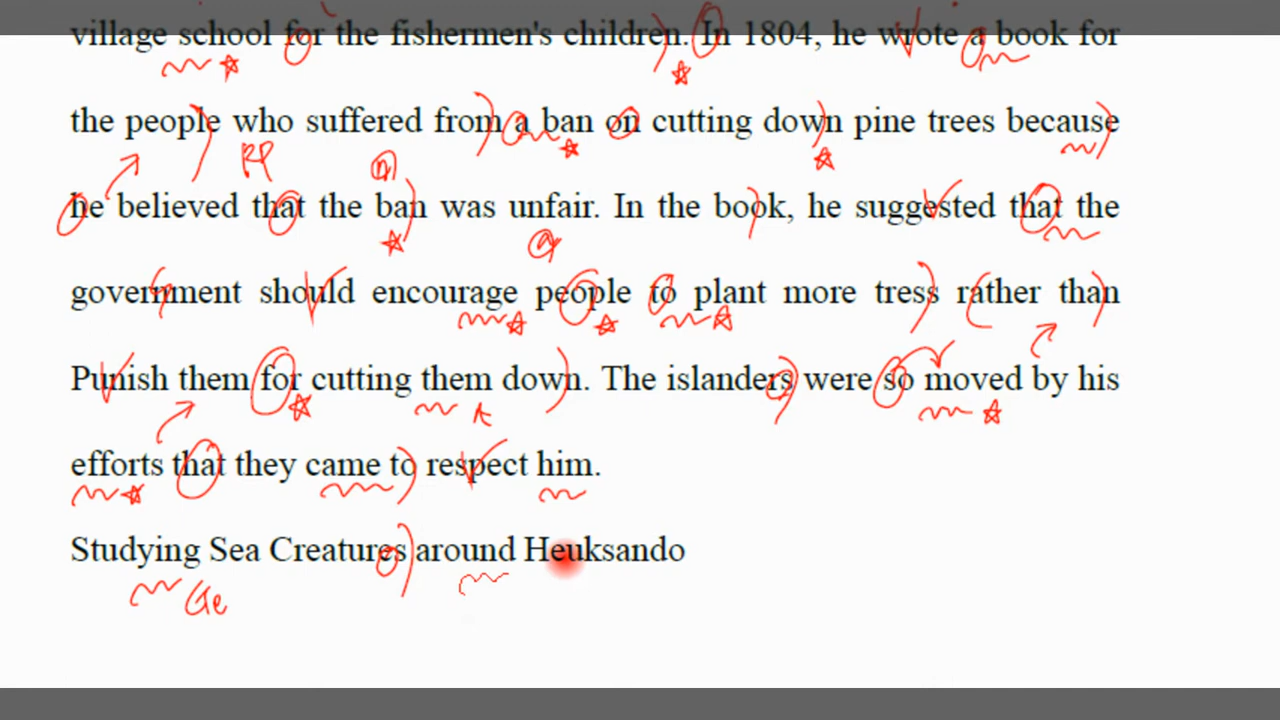 village school for the fishermen's children. In 1804, he wrote a book for
the people who suffered from a ban on cutting down pine trees because
he believed that the ban was unfair. In the book, he suggested that the
government should encourage people to plant more tress rather than
Punish them for cutting them down. The islanders were so moved by his
efforts that they came to respect him.
Studying Sea Creatures around Heuksando